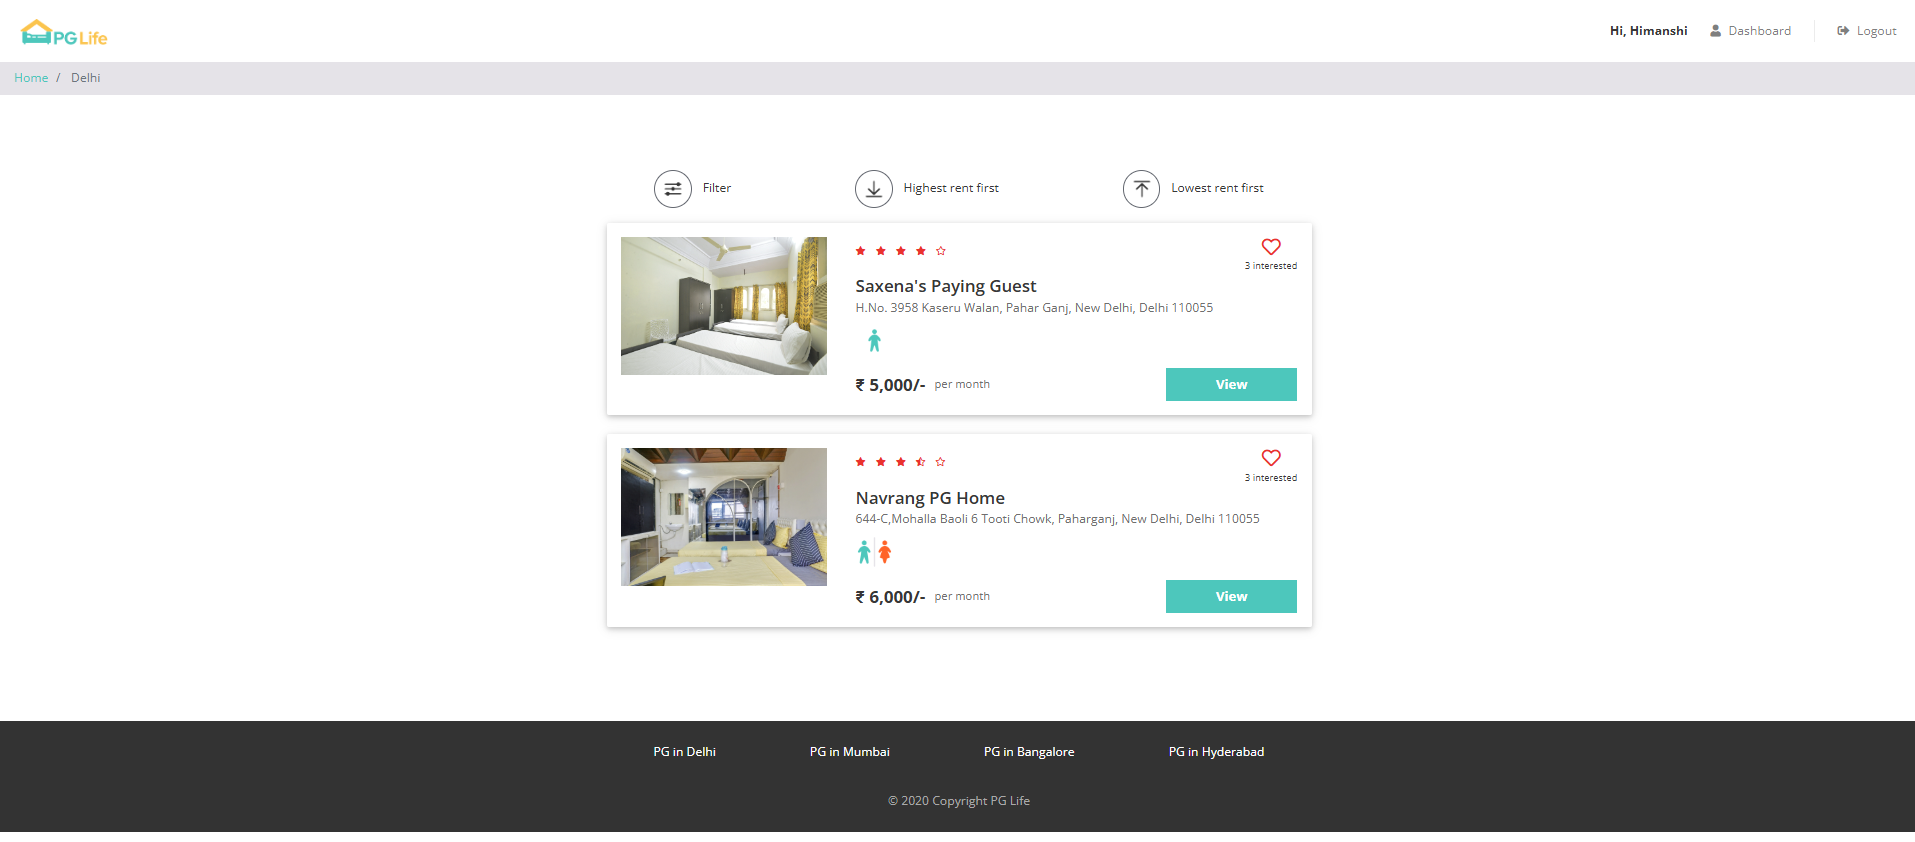 PG Life
Hi, Himanshi Dashboard Logout
Home / Delhi
Filter Highest rent first Lowest rent first
3 interested
Saxena's Paying Guest
H.No. 3958 Kaseru Walan, Pahar Ganj, New Delhi, Delhi 110055
₹ 5,000/- per month View
3 interested
Navrang PG Home
644-C,Mohalla Baoli 6 Tooti Chowk, Paharganj, New Delhi, Delhi 110055
₹ 6,000/- per month View
PG in Delhi PG in Mumbai PG in Bangalore PG in Hyderabad
© 2020 Copyright PG Life